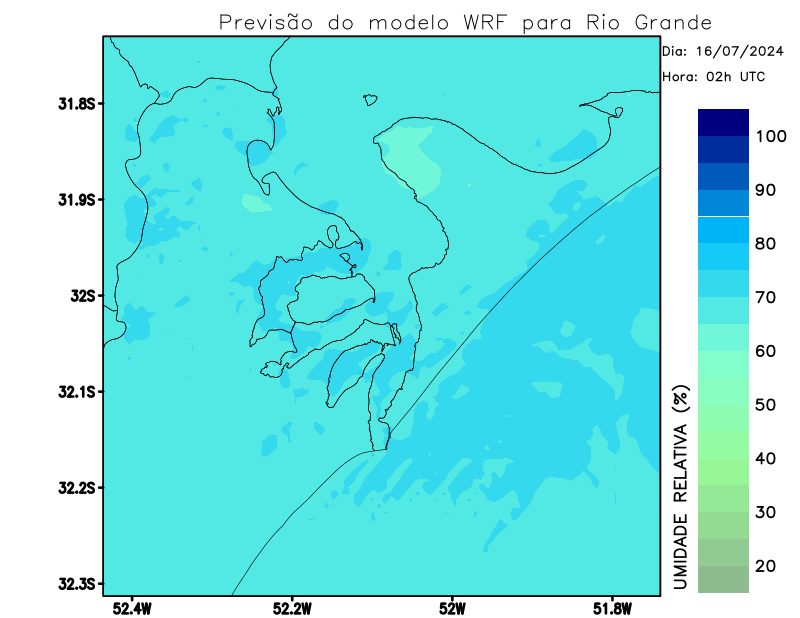 Previsão do modelo WRF para Rio Grande
Dia: 16/07/2024
Hora: 02h UTC
31.8S
31.9S
32S
32.1S
32.2S
32.3S
52.4W
52.2W
52W
51.8W
UMIDADE RELATIVA (%)
100
90
80
70
60
50
40
30
20